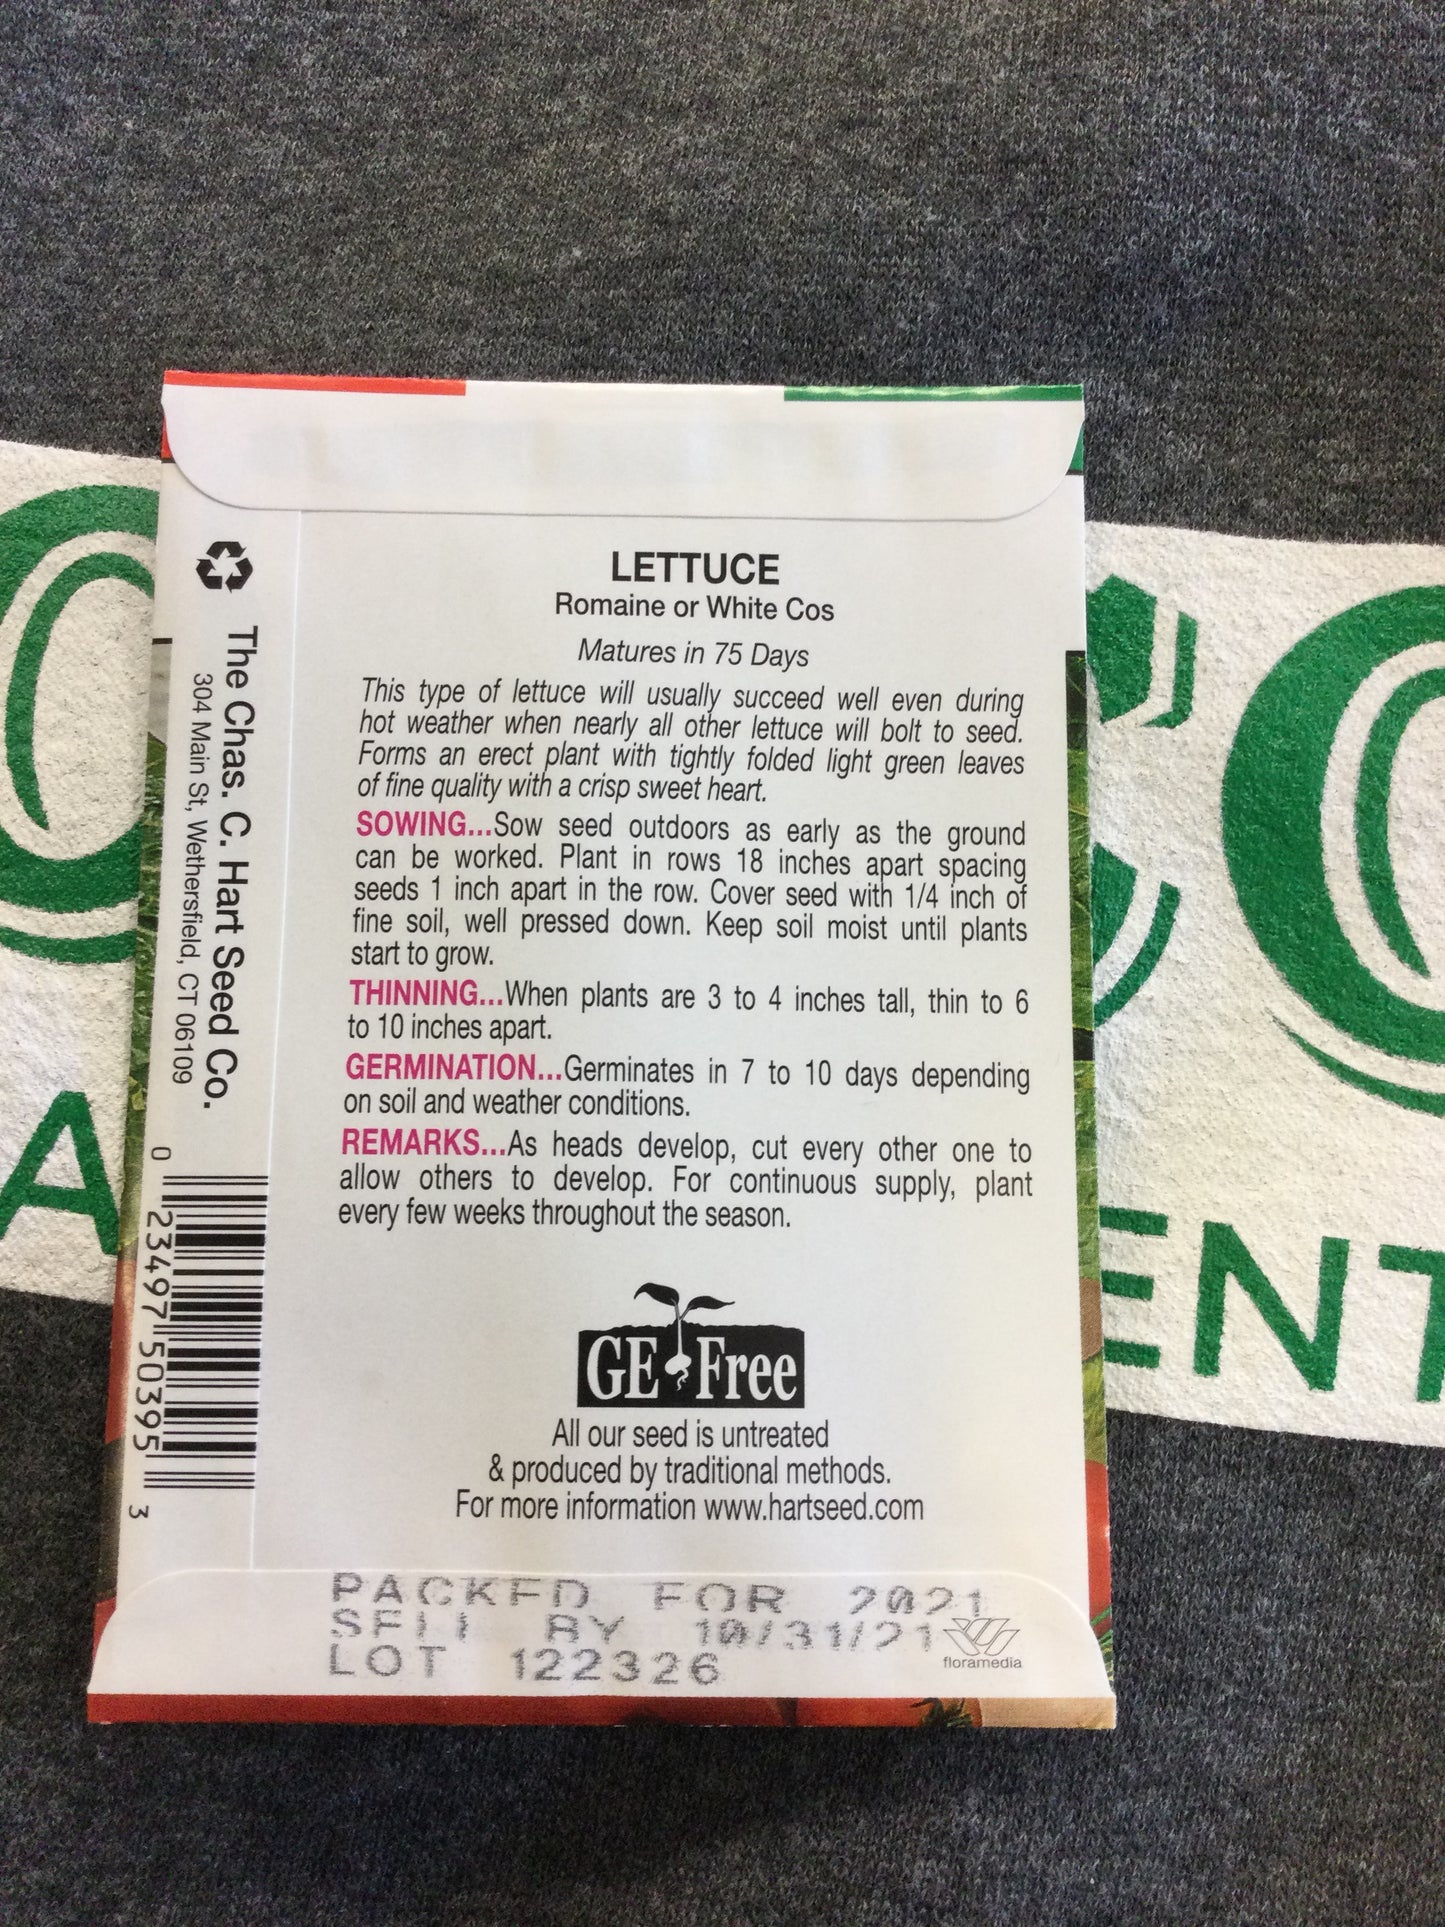 LETTUCE
Romaine or White Cos
Matures in 75 Days
This type of lettuce will usually succeed well even during
hot weather when nearly all other lettuce will bolt to seed.
Forms an erect plant with tightly folded light green leaves
of fine quality with a crisp sweet heart.
SOWING...Sow seed outdoors as early as the ground
can be worked. Plant in rows 18 inches apart spacing
seeds 1 inch apart in the row. Cover seed with 1/4 inch of
fine soil, well pressed down. Keep soil moist until plants
start to grow.
THINNING...When plants are 3 to 4 inches tall, thin to 6
to 10 inches apart.
GERMINATION...Germinates in 7 to 10 days depending
on soil and weather conditions.
REMARKS...As heads develop, cut every other one to
allow others to develop. For continuous supply, plant
every few weeks throughout the season.
GE Free
All our seed is untreated
& produced by traditional methods.
For more information www.hartseed.com
PACKED FOR 2021
SELL BY 10/31/21
LOT 122326
floramedia
The Chas. C. Hart Seed Co.
304 Main St, Wethersfield, CT 06109
0 23497 50395 3